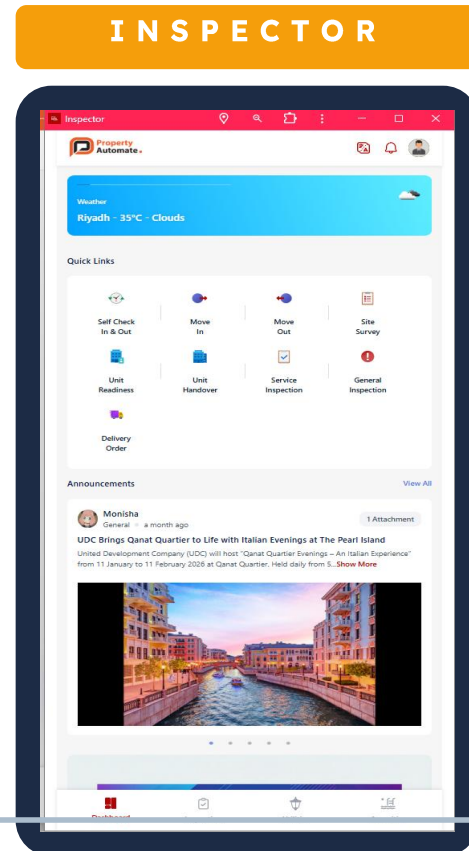 INSPECTOR
Inspector
Property
Automate.
Weather
Riyadh - 35°C - Clouds
Quick Links
Self Check
In & Out
Move
In
Move
Out
Site
Survey
Unit
Readiness
Unit
Handover
Service
Inspection
General
Inspection
Delivery
Order
Announcements
View All
Monisha
General
a month ago
1 Attachment
UDC Brings Qanat Quartier to Life with Italian Evenings at The Pearl Island
United Development Company (UDC) will host "Qanat Quartier Evenings – An Italian Experience"
from 11 January to 11 February 2026 at Qanat Quartier. Held daily from 5...Show More
Dashboard